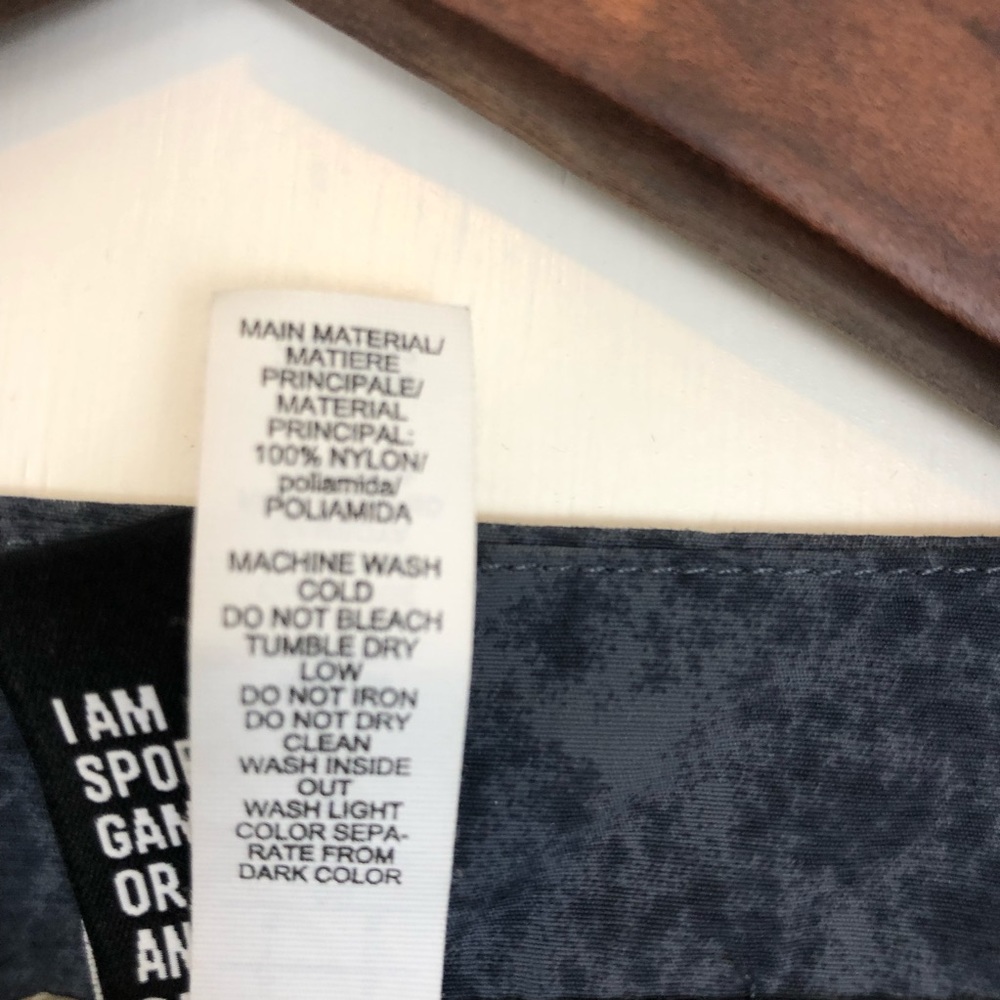 MAIN MATERIAL/
MATIERE
PRINCIPALE/
MATERIAL
PRINCIPAL:
100% NYLON/
poliamida/
POLIAMIDA
MACHINE WASH
COLD
DO NOT BLEACH
TUMBLE DRY
LOW
DO NOT IRON
DO NOT DRY
CLEAN
WASH INSIDE
OUT
WASH LIGHT
COLOR SEPA-
RATE FROM
DARK COLOR
I AM
OR